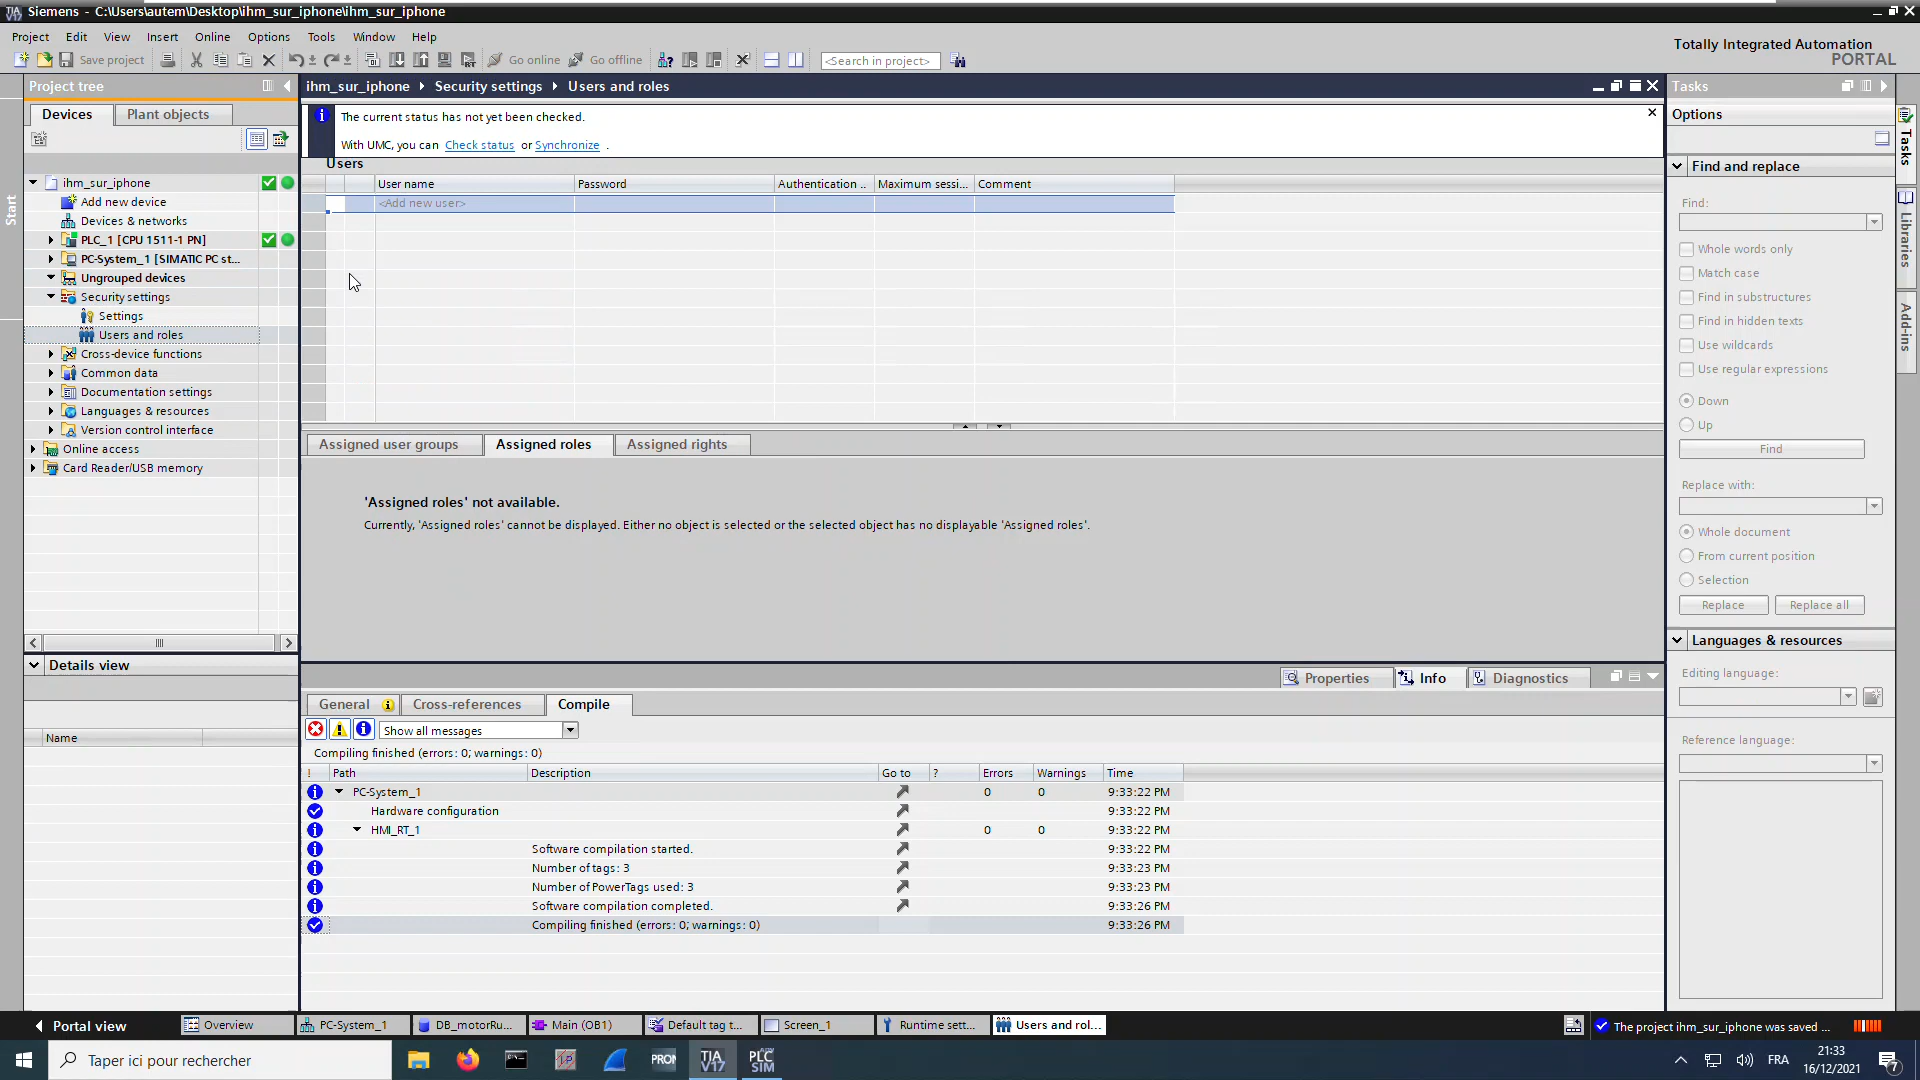 Siemens - C:\Users\autem\Desktop\ihm_sur_iphone\ihm_sur_iphone
Project Edit View Insert Online Options Tools Window Help
Totally Integrated Automation
PORTAL
Save project
Go online
Go offline
<Search in project>
Project tree
ihm_sur_iphone Security settings Users and roles
Tasks
Devices
Plant objects
Options
The current status has not yet been checked.
With UMC, you can Check status or Synchronize .
Users
User name Password Authentication .. Maximum sessi... Comment
<Add new user>
Start
ihm_sur_iphone
Add new device
Devices & networks
PLC_1 [CPU 1511-1 PN]
PC-System_1 [SIMATIC PC st...
Ungrouped devices
Security settings
Settings
Users and roles
Cross-device functions
Common data
Documentation settings
Languages & resources
Version control interface
Online access
Card Reader/USB memory
Details view
Name
Assigned user groups
Assigned roles
Assigned rights
'Assigned roles' not available.
Currently, 'Assigned roles' cannot be displayed. Either no object is selected or the selected object has no displayable 'Assigned roles'.
Properties
Info
Diagnostics
General
Cross-references
Compile
Show all messages
Compiling finished (errors: 0; warnings: 0)
! Path Description Go to ? Errors Warnings Time
PC-System_1 0 0 9:33:22 PM
Hardware configuration 9:33:22 PM
HMI_RT_1 0 0 9:33:22 PM
Software compilation started. 9:33:22 PM
Number of tags: 3 9:33:23 PM
Number of PowerTags used: 3 9:33:23 PM
Software compilation completed. 9:33:26 PM
Compiling finished (errors: 0; warnings: 0) 9:33:26 PM
Find and replace
Find:
Whole words only
Match case
Find in substructures
Find in hidden texts
Use wildcards
Use regular expressions
Down
Up
Find
Replace with:
Whole document
From current position
Selection
Replace
Replace all
Languages & resources
Editing language:
Reference language:
Tasks
Libraries
Add-ins
Portal view
Overview
PC-System_1
DB_motorRu...
Main (OB1)
Default tag t...
Screen_1
Runtime sett...
Users and rol...
The project ihm_sur_iphone was saved ...
Taper ici pour rechercher
PRON
TIA
V17
PLC
SIM
FRA
21:33
16/12/2021
7